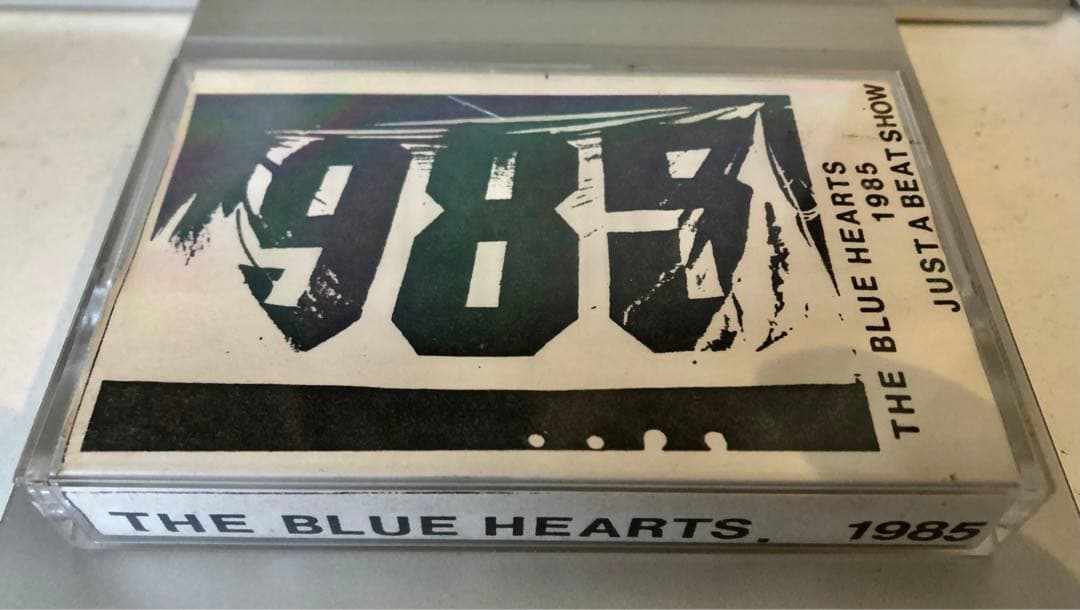 985
THE BLUE HEARTS
1985
JUST A BEAT SHOW
THE BLUE HEARTS. 1985